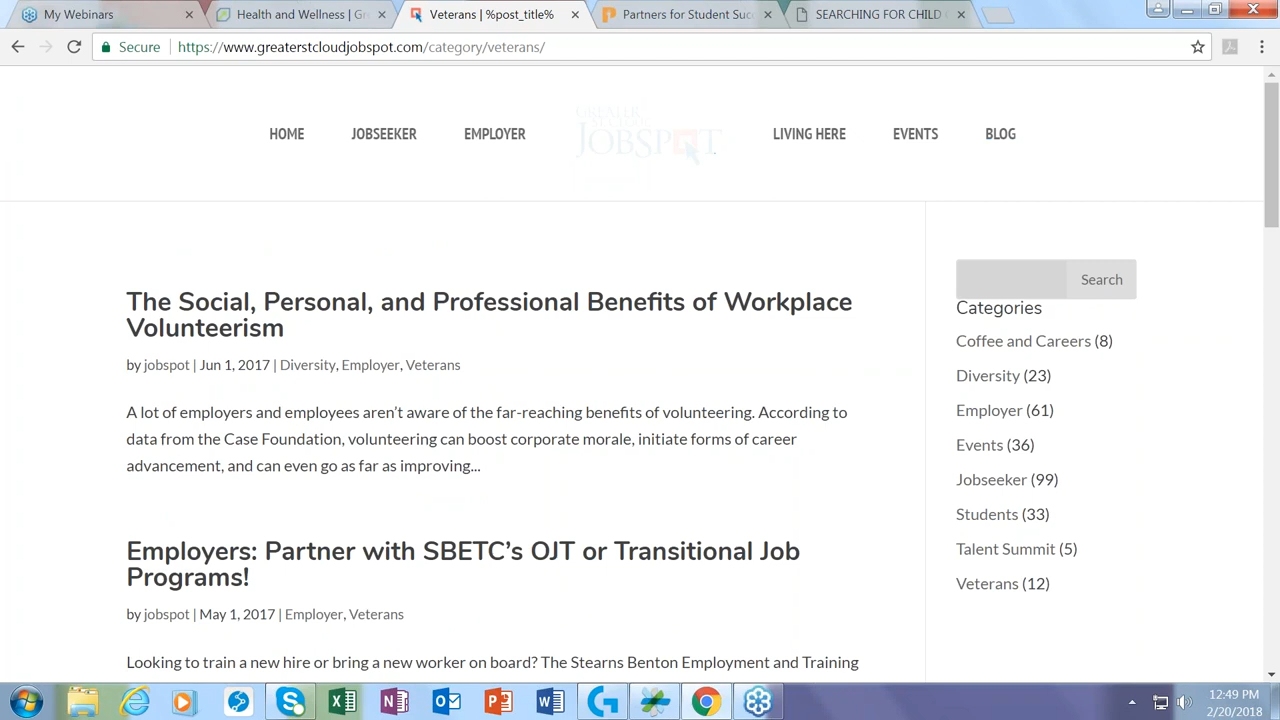 My Webinars
Health and Wellness | Gre
Veterans | %post_title%
Partners for Student Suc
SEARCHING FOR CHILD C
Secure
https://www.greaterstcloudjobspot.com/category/veterans/
HOME
JOBSEEKER
EMPLOYER
GREATER
ST. CLOUD
JOBSPOT
LIVING HERE
EVENTS
BLOG
The Social, Personal, and Professional Benefits of Workplace
Volunteerism
by jobspot | Jun 1, 2017 | Diversity, Employer, Veterans
A lot of employers and employees aren't aware of the far-reaching benefits of volunteering. According to
data from the Case Foundation, volunteering can boost corporate morale, initiate forms of career
advancement, and can even go as far as improving...
Employers: Partner with SBETC's OJT or Transitional Job
Programs!
by jobspot | May 1, 2017 | Employer, Veterans
Looking to train a new hire or bring a new worker on board? The Stearns Benton Employment and Training
Search
Categories
Coffee and Careers (8)
Diversity (23)
Employer (61)
Events (36)
Jobseeker (99)
Students (33)
Talent Summit (5)
Veterans (12)
12:49 PM
2/20/2018